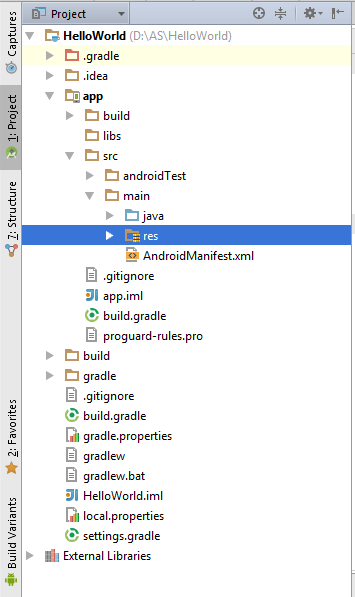 Project
HelloWorld (D:\AS\HelloWorld)
.gradle
.idea
app
build
libs
src
androidTest
main
java
res
AndroidManifest.xml
.gitignore
app.iml
build.gradle
proguard-rules.pro
build
gradle
.gitignore
build.gradle
gradle.properties
gradlew
gradlew.bat
HelloWorld.iml
local.properties
settings.gradle
External Libraries
Captures
1: Project
7: Structure
2: Favorites
Build Variants